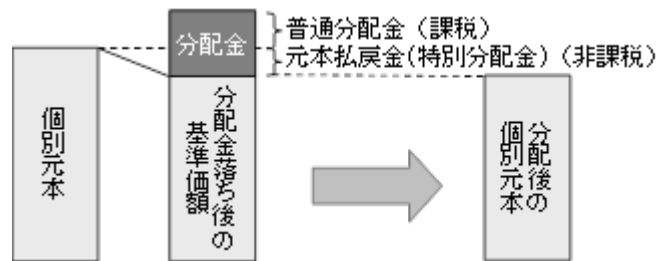 分配金
普通分配金（課税）
元本払戻金(特別分配金)（非課税）
個別元本
分配金落ち後の
基準価額
分配後の
個別元本